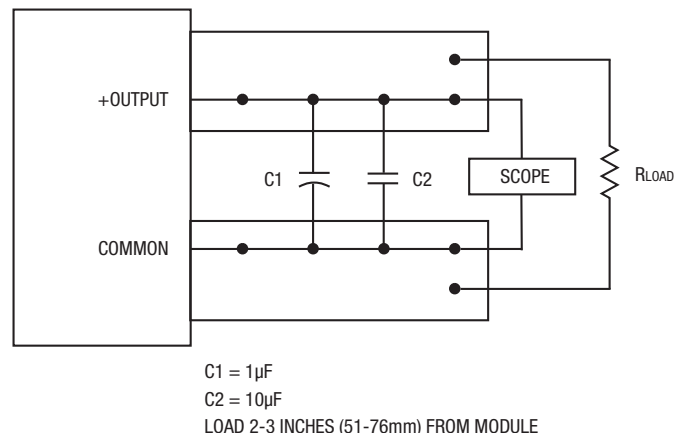 +OUTPUT
C1
C2
SCOPE
RLOAD
COMMON
C1 = 1µF
C2 = 10µF
LOAD 2-3 INCHES (51-76mm) FROM MODULE